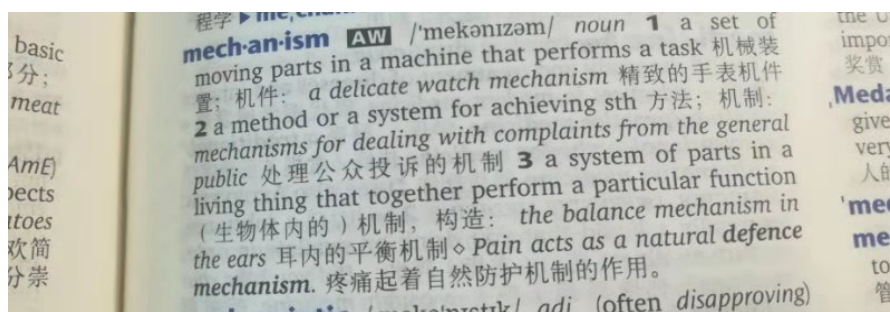 basic
分；
meat
AmE)
pects
atoes
欢简
分崇
程学
mech·an·ism AW /ˈmekənɪzəm/ noun 1 a set of
moving parts in a machine that performs a task 机械装
置；机件： a delicate watch mechanism 精致的手表机件
2 a method or a system for achieving sth 方法；机制：
mechanisms for dealing with complaints from the general
public 处理公众投诉的机制 3 a system of parts in a
living thing that together perform a particular function
（生物体内的）机制，构造： the balance mechanism in
the ears 耳内的平衡机制◇ Pain acts as a natural defence
mechanism. 疼痛起着自然防护机制的作用。
adj (often disapproving)
the U
impo
奖赏
ˌMeda
give
very
人的
ˈmed
me
to
管